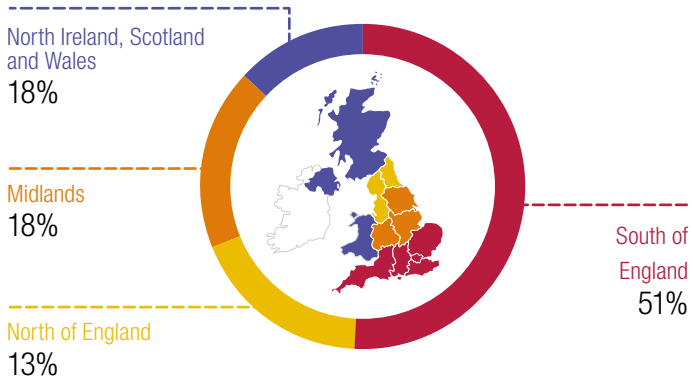 North Ireland, Scotland
and Wales
18%
Midlands
18%
North of England
13%
South of
England
51%